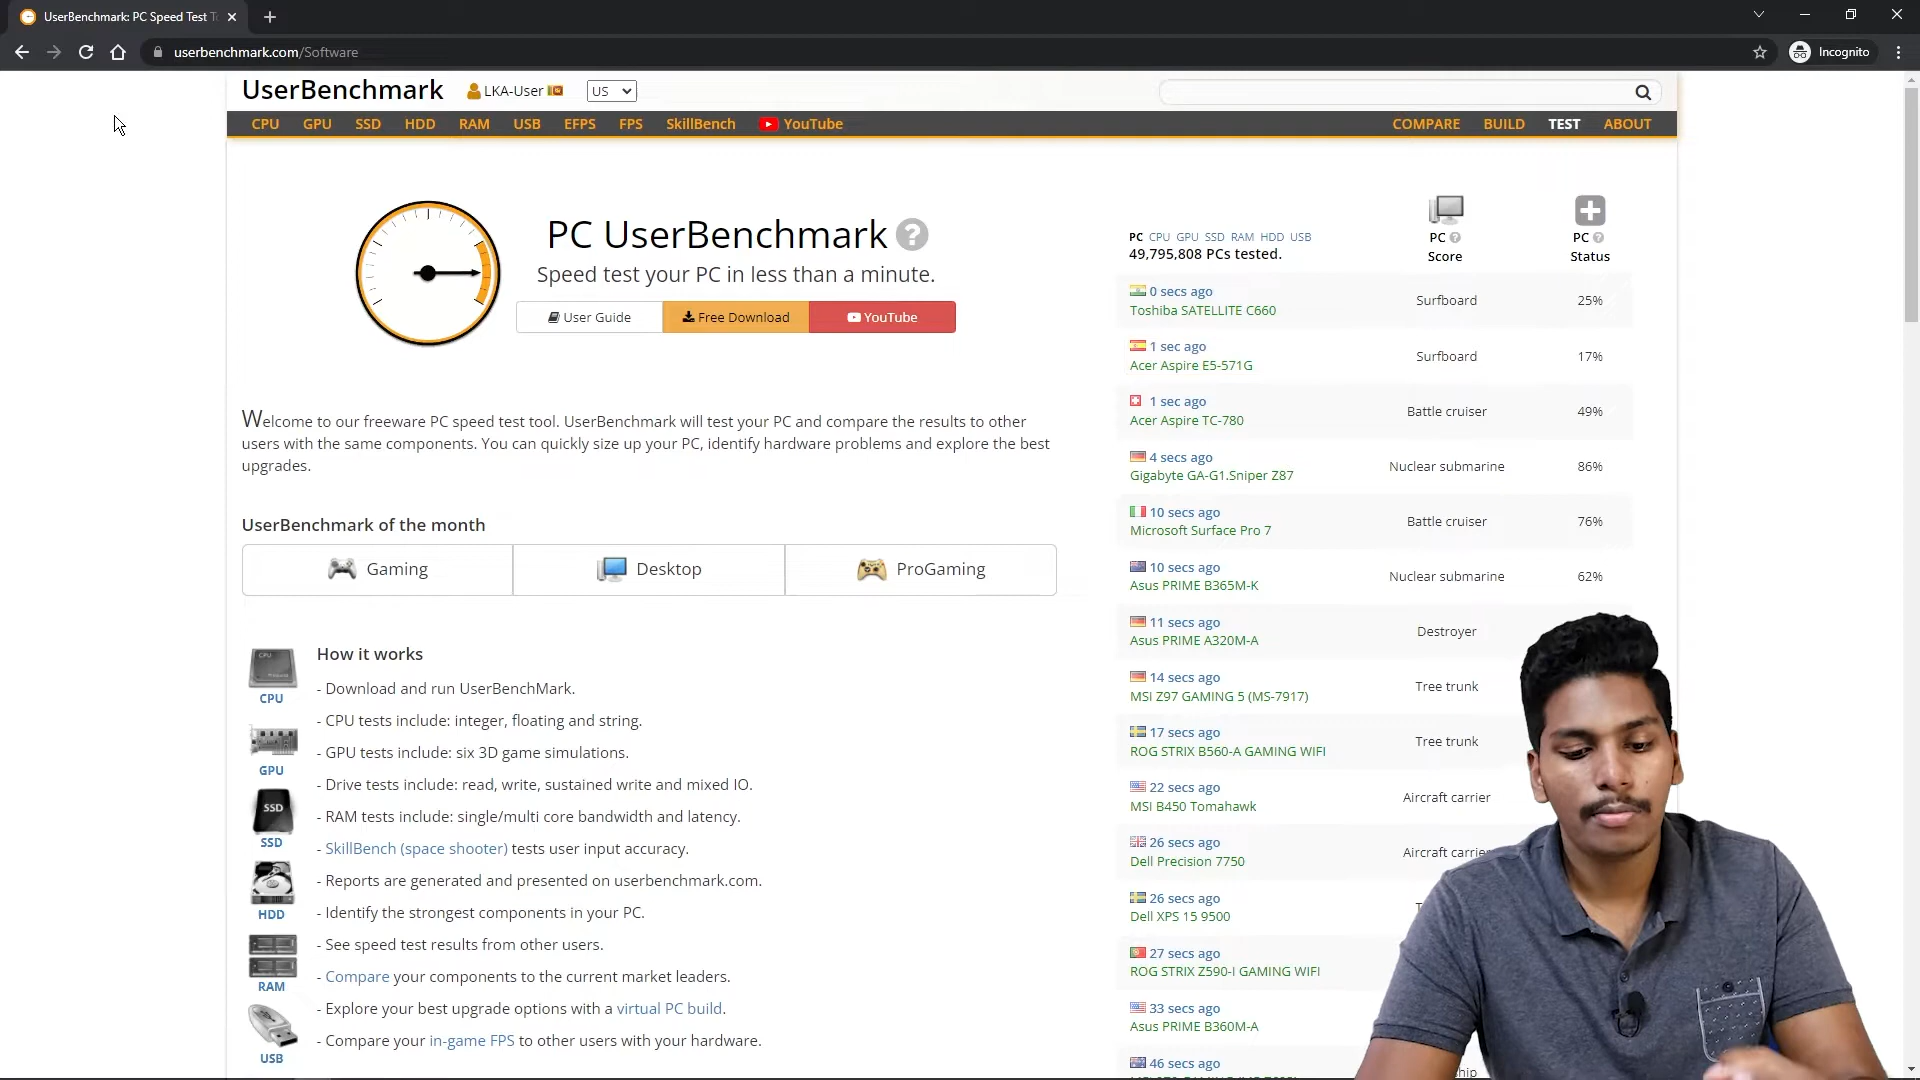 UserBenchmark: PC Speed Test T
userbenchmark.com/Software
Incognito
UserBenchmark LKA-User US
CPU GPU SSD HDD RAM USB EFPS FPS SkillBench YouTube COMPARE BUILD TEST ABOUT
PC UserBenchmark ?
Speed test your PC in less than a minute.
User Guide Free Download YouTube
Welcome to our freeware PC speed test tool. UserBenchmark will test your PC and compare the results to other
users with the same components. You can quickly size up your PC, identify hardware problems and explore the best
upgrades.
UserBenchmark of the month
Gaming Desktop ProGaming
How it works
- Download and run UserBenchMark.
- CPU tests include: integer, floating and string.
- GPU tests include: six 3D game simulations.
- Drive tests include: read, write, sustained write and mixed IO.
- RAM tests include: single/multi core bandwidth and latency.
- SkillBench (space shooter) tests user input accuracy.
- Reports are generated and presented on userbenchmark.com.
- Identify the strongest components in your PC.
- See speed test results from other users.
- Compare your components to the current market leaders.
- Explore your best upgrade options with a virtual PC build.
- Compare your in-game FPS to other users with your hardware.
CPU
CPU
GPU
SSD
SSD
HDD
RAM
USB
PC CPU GPU SSD RAM HDD USB
49,795,808 PCs tested.
PC ?
Score
PC ?
Status
0 secs ago
Toshiba SATELLITE C660
Surfboard 25%
1 sec ago
Acer Aspire E5-571G
Surfboard 17%
1 sec ago
Acer Aspire TC-780
Battle cruiser 49%
4 secs ago
Gigabyte GA-G1.Sniper Z87
Nuclear submarine 86%
10 secs ago
Microsoft Surface Pro 7
Battle cruiser 76%
10 secs ago
Asus PRIME B365M-K
Nuclear submarine 62%
11 secs ago
Asus PRIME A320M-A
Destroyer
14 secs ago
MSI Z97 GAMING 5 (MS-7917)
Tree trunk
17 secs ago
ROG STRIX B560-A GAMING WIFI
Tree trunk
22 secs ago
MSI B450 Tomahawk
Aircraft carrier
26 secs ago
Dell Precision 7750
Aircraft carrie
26 secs ago
Dell XPS 15 9500
27 secs ago
ROG STRIX Z590-I GAMING WIFI
33 secs ago
Asus PRIME B360M-A
46 secs ago